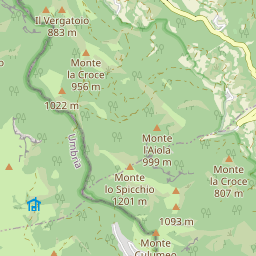 Il Vergatoio
883 m
Monte
la Croce
956 m
1022 m
Umbria
Monte
l'Aiola
999 m
Monte
lo Spicchio
1201 m
Monte
la Croce
807 m
1093 m
Monte
Culumeo